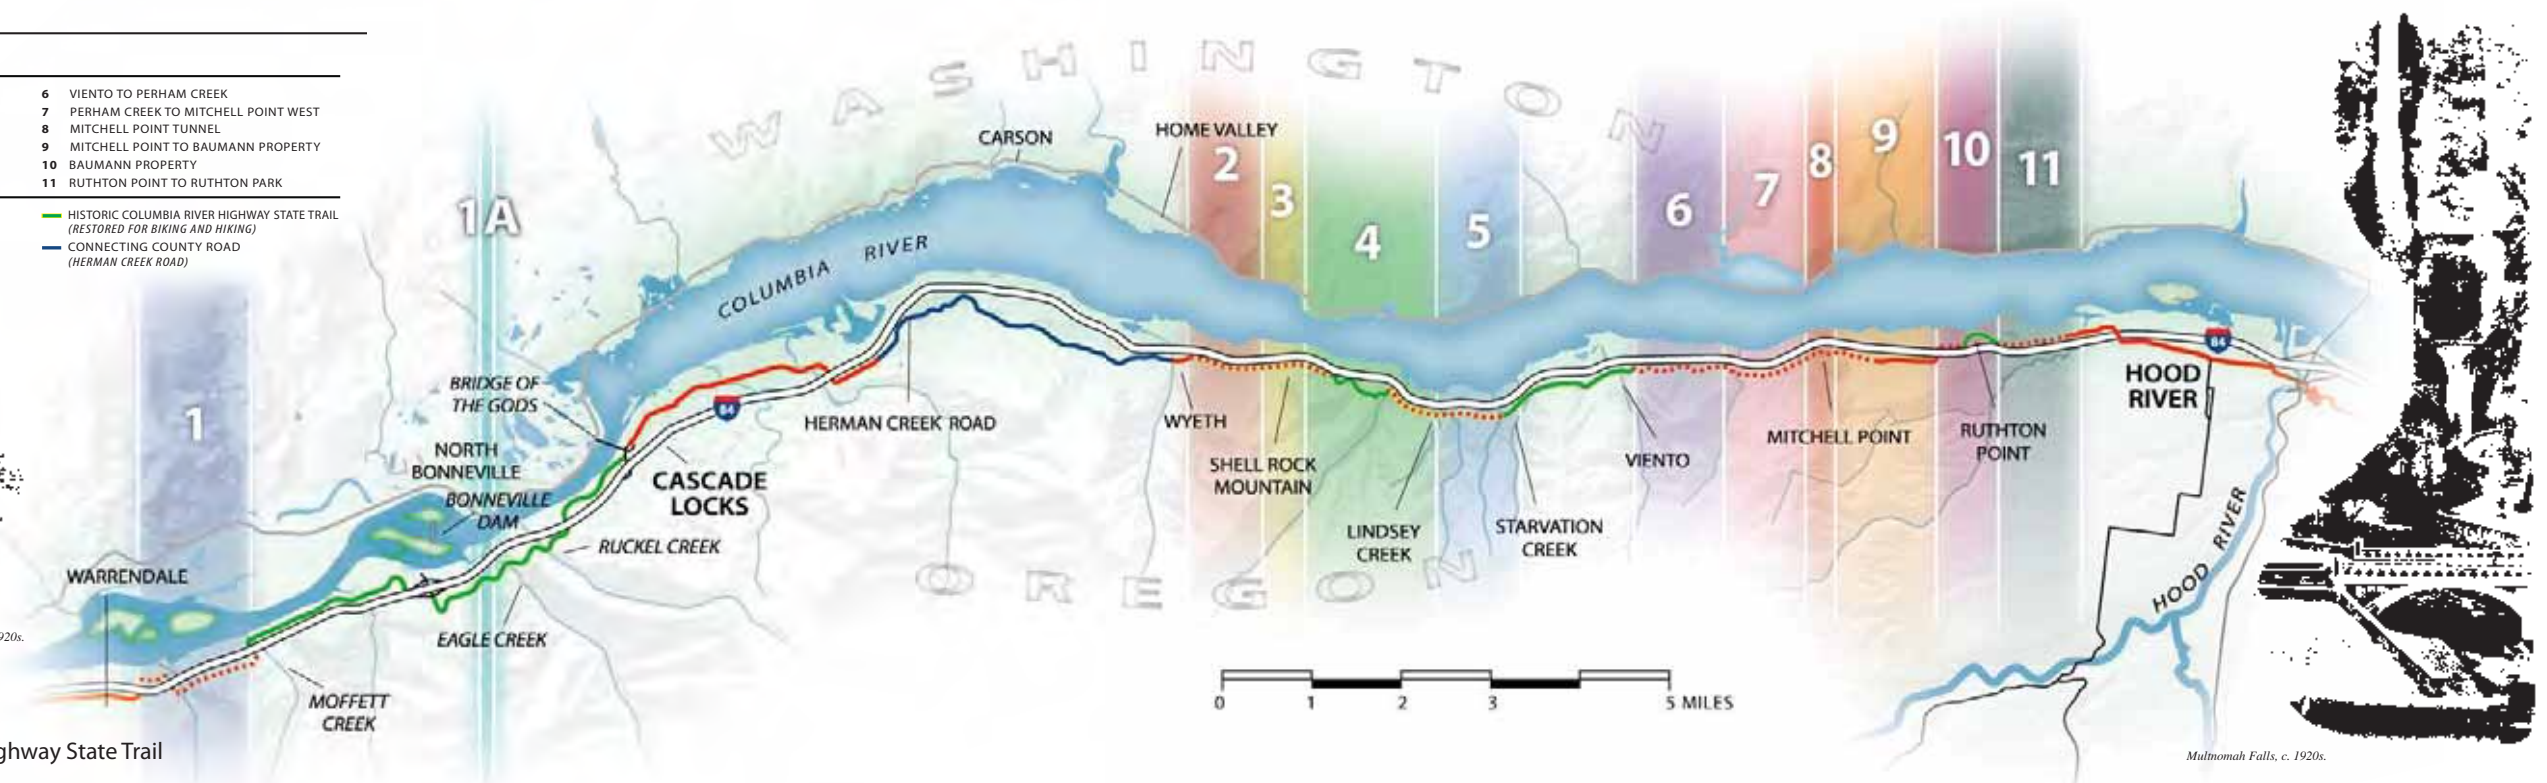 6 VIENTO TO PERHAM CREEK
7 PERHAM CREEK TO MITCHELL POINT WEST
8 MITCHELL POINT TUNNEL
9 MITCHELL POINT TO BAUMANN PROPERTY
10 BAUMANN PROPERTY
11 RUTHTON POINT TO RUTHTON PARK
HISTORIC COLUMBIA RIVER HIGHWAY STATE TRAIL
(RESTORED FOR BIKING AND HIKING)
CONNECTING COUNTY ROAD
(HERMAN CREEK ROAD)
WASHINGTON
CARSON
HOME VALLEY
1
1A
2
3
4
5
6
7
8
9
10
11
COLUMBIA RIVER
BRIDGE OF
THE GODS
NORTH
BONNEVILLE
BONNEVILLE
DAM
CASCADE
LOCKS
84
HERMAN CREEK ROAD
WYETH
SHELL ROCK
MOUNTAIN
LINDSEY
CREEK
STARVATION
CREEK
VIENTO
MITCHELL POINT
RUTHTON
POINT
HOOD
RIVER
84
HOOD RIVER
RUCKEL CREEK
EAGLE CREEK
WARRENDALE
MOFFETT
CREEK
OREGON
0 1 2 3 5 MILES
920s.
ghway State Trail
Multnomah Falls, c. 1920s.